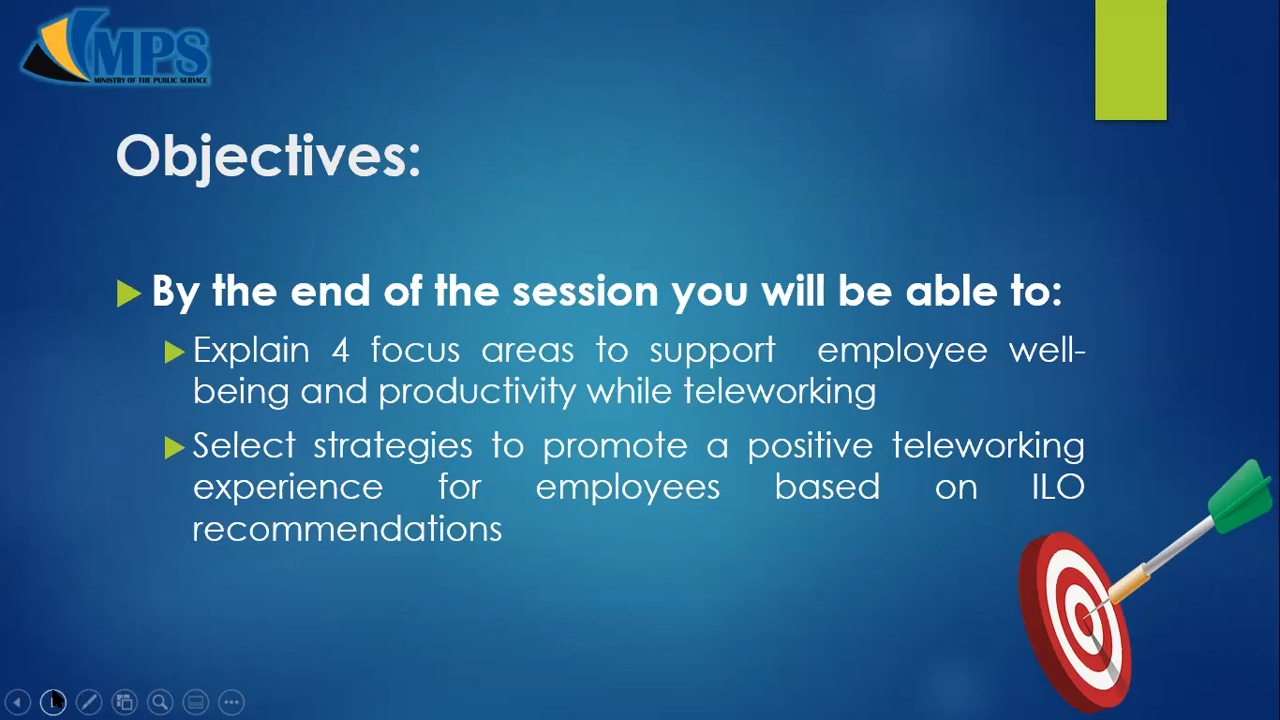 MPS
MINISTRY OF THE PUBLIC SERVICE
Objectives:
By the end of the session you will be able to:
Explain 4 focus areas to support employee well-
being and productivity while teleworking
Select strategies to promote a positive teleworking
experience for employees based on ILO
recommendations